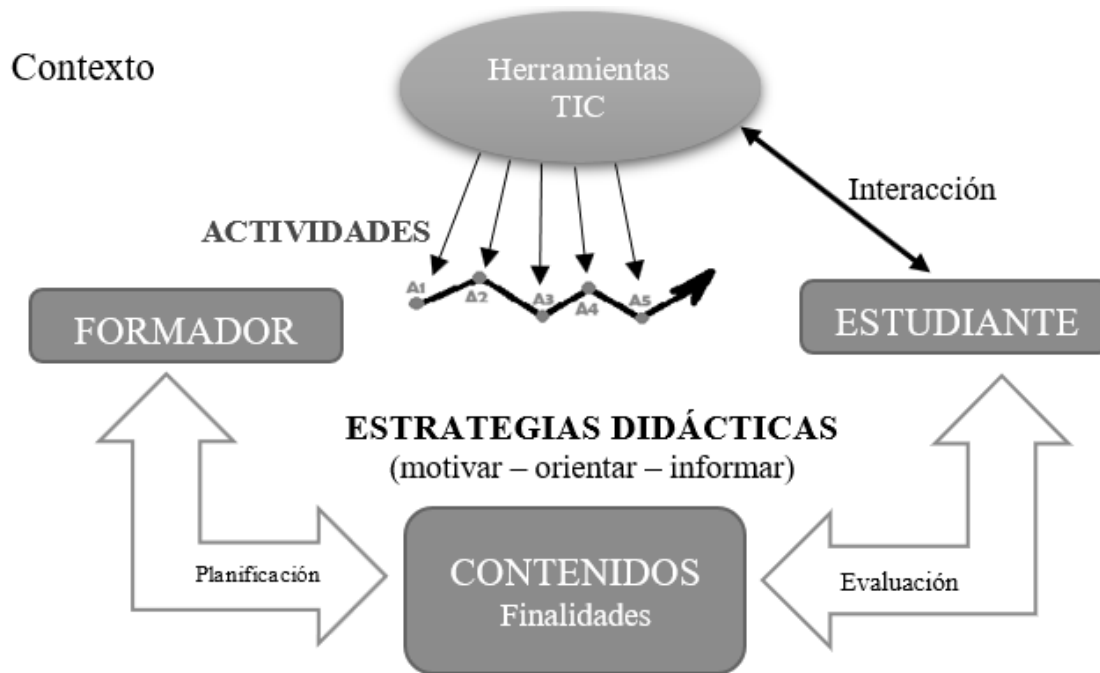 Contexto
Herramientas
TIC
Interacción
ACTIVIDADES
A1
A2
A3
A4
A5
FORMADOR
ESTUDIANTE
ESTRATEGIAS DIDÁCTICAS
(motivar – orientar – informar)
Planificación
CONTENIDOS
Finalidades
Evaluación